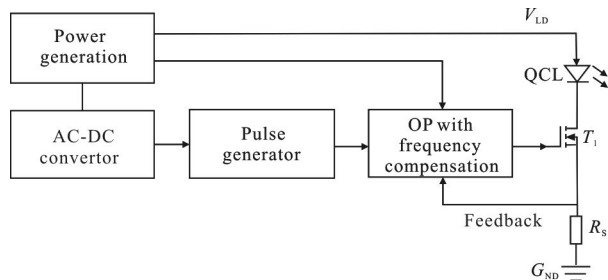 V_LD
Power
generation
QCL
AC-DC
convertor
Pulse
generator
OP with
frequency
compensation
T_1
Feedback
R_S
G_ND